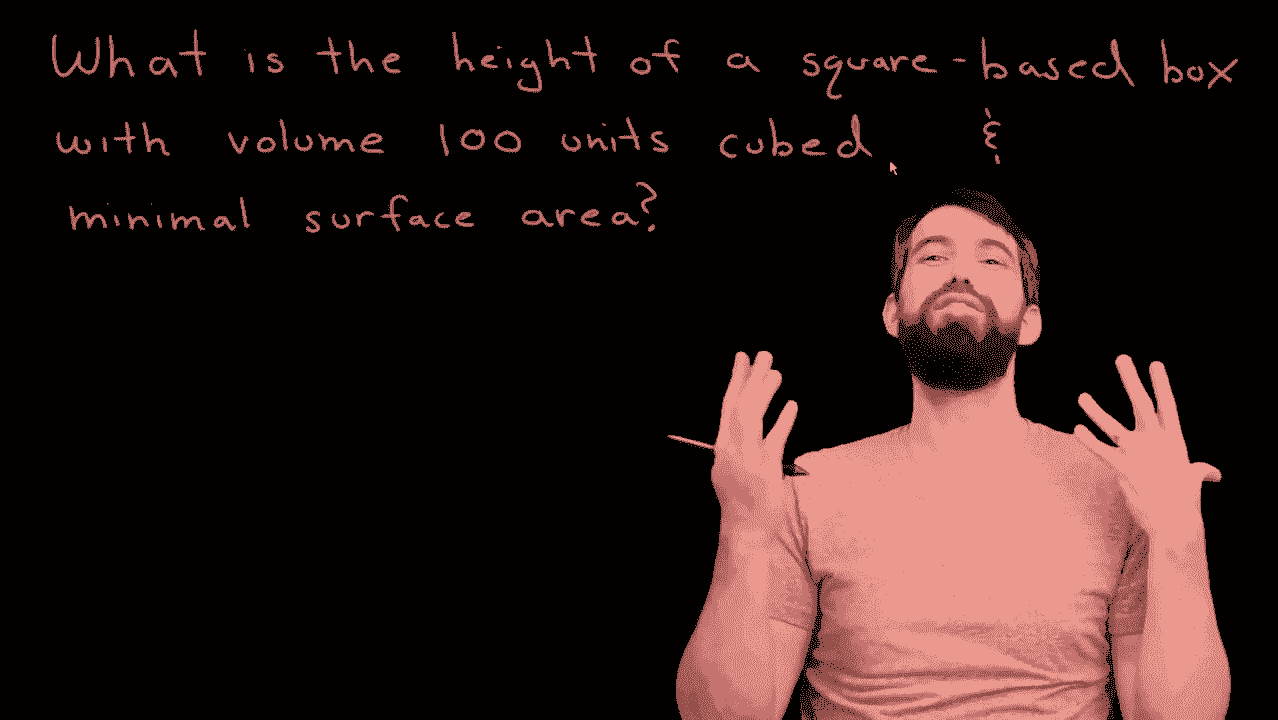 What is the height of a square-based box
with volume 100 units cubed &
minimal surface area?